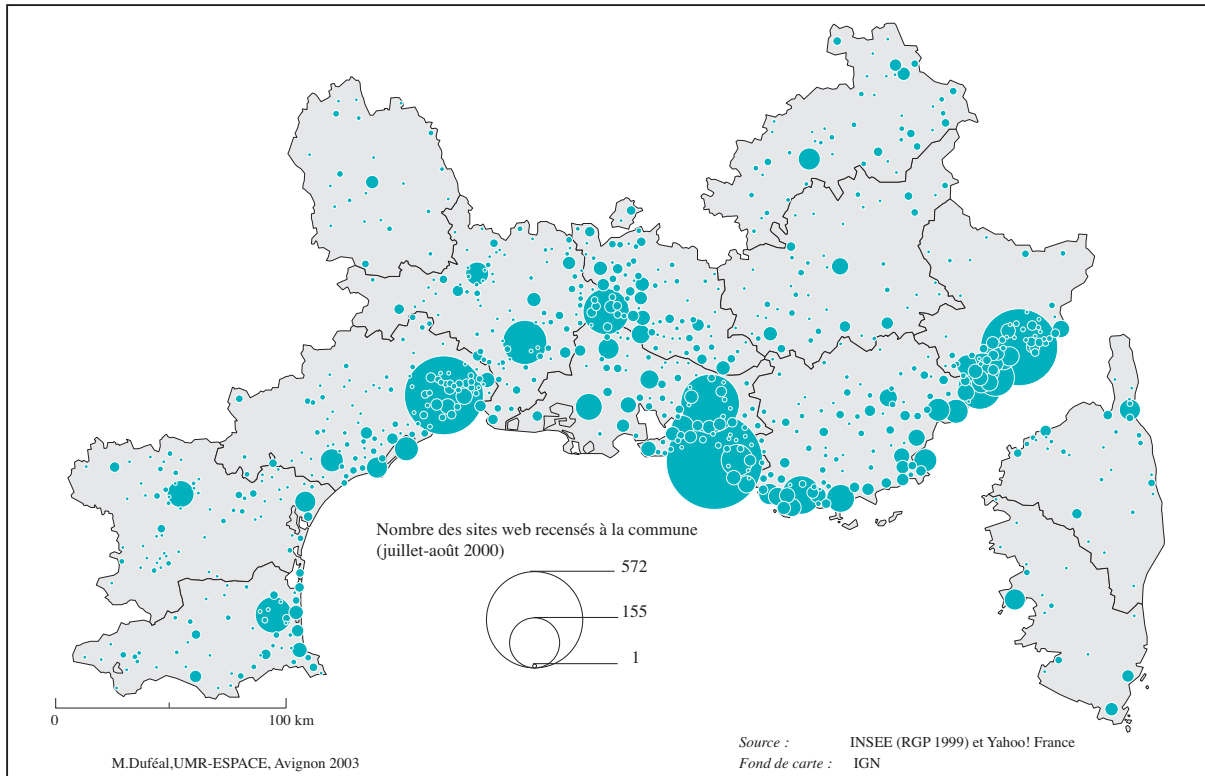 Nombre des sites web recensés à la commune
(juillet-août 2000)
572
155
1
0 100 km
M.Duféal,UMR-ESPACE, Avignon 2003
Source : INSEE (RGP 1999) et Yahoo! France
Fond de carte : IGN